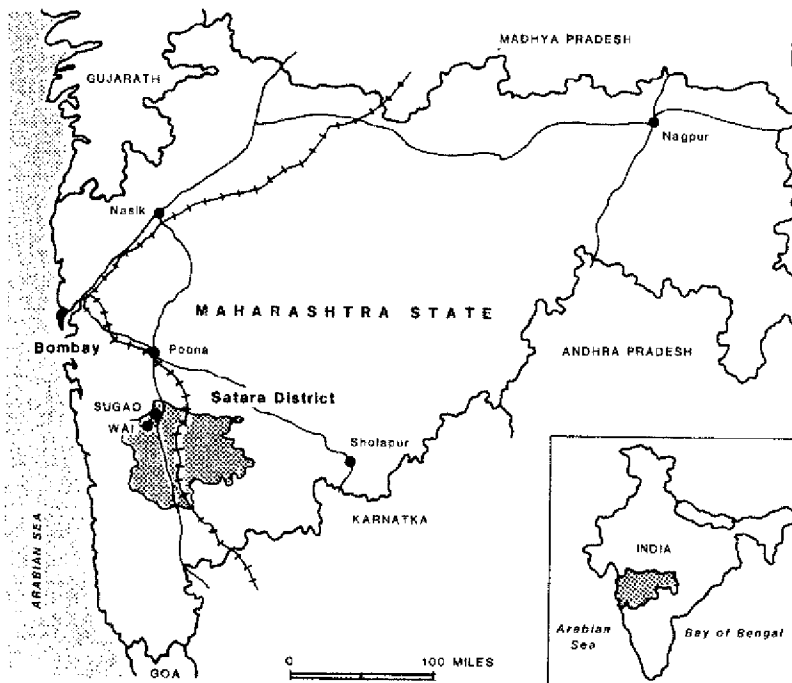 MADHYA PRADESH
GUJARATH
Nagpur
Nasik
MAHARASHTRA STATE
Bombay
Poona
ANDHRA PRADESH
Satara District
SUGAO
WAI
Sholapur
KARNATKA
ARABIAN SEA
INDIA
Arabian
Sea
Bay of Bengal
GOA
0 100 MILES